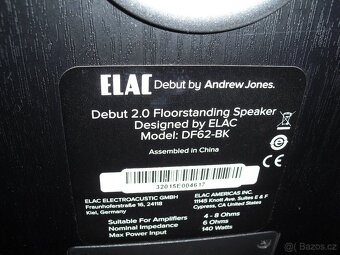 ELAC Debut by Andrew Jones.
Debut 2.0 Floorstanding Speaker
Designed by ELAC
Model: DF62-BK
Assembled in China
32015E004617
ELAC ELECTROACUSTIC GMBH
Fraunhoferstraße 16, 24118
Kiel, Germany
ELAC AMERICAS INC.
11145 Knott Ave. Suites E & F
Cypress, CA United States
Suitable For Amplifiers 4 - 8 Ohms
Nominal Impedance 6 Ohms
Max Power Input 140 Watts
bazos.cz